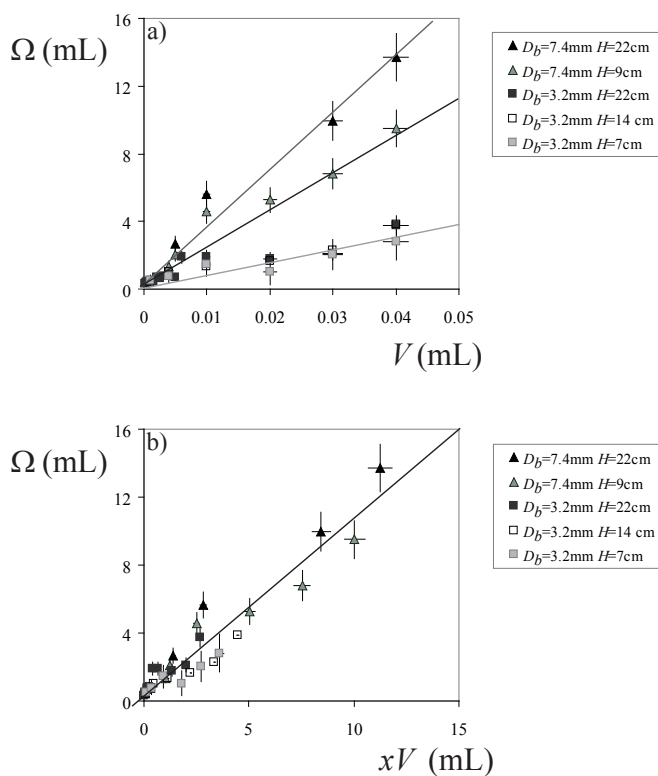 a)
Ω (mL)
16
12
8
4
0
0
0.01
0.02
0.03
0.04
0.05
V (mL)
▲ D_b=7.4mm H=22cm
▲ D_b=7.4mm H=9cm
■ D_b=3.2mm H=22cm
□ D_b=3.2mm H=14 cm
■ D_b=3.2mm H=7cm
b)
Ω (mL)
16
12
8
4
0
0
5
10
15
xV (mL)
▲ D_b=7.4mm H=22cm
▲ D_b=7.4mm H=9cm
■ D_b=3.2mm H=22cm
□ D_b=3.2mm H=14 cm
■ D_b=3.2mm H=7cm